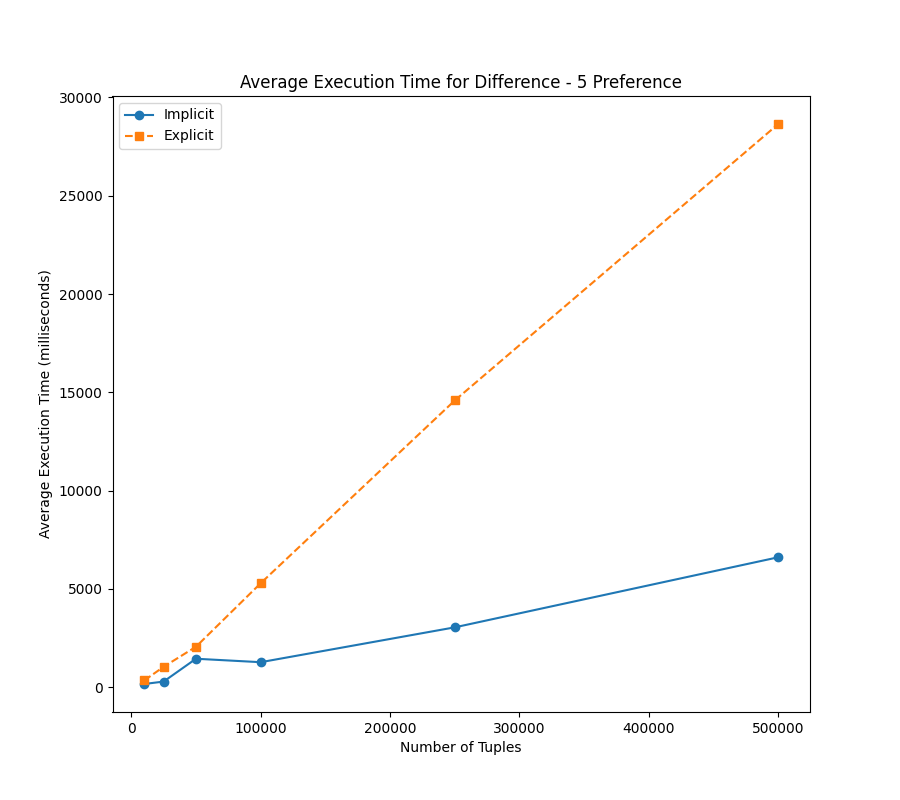 Average Execution Time for Difference - 5 Preference
Implicit
Explicit
30000
25000
20000
15000
10000
5000
0
Average Execution Time (milliseconds)
0 100000 200000 300000 400000 500000
Number of Tuples